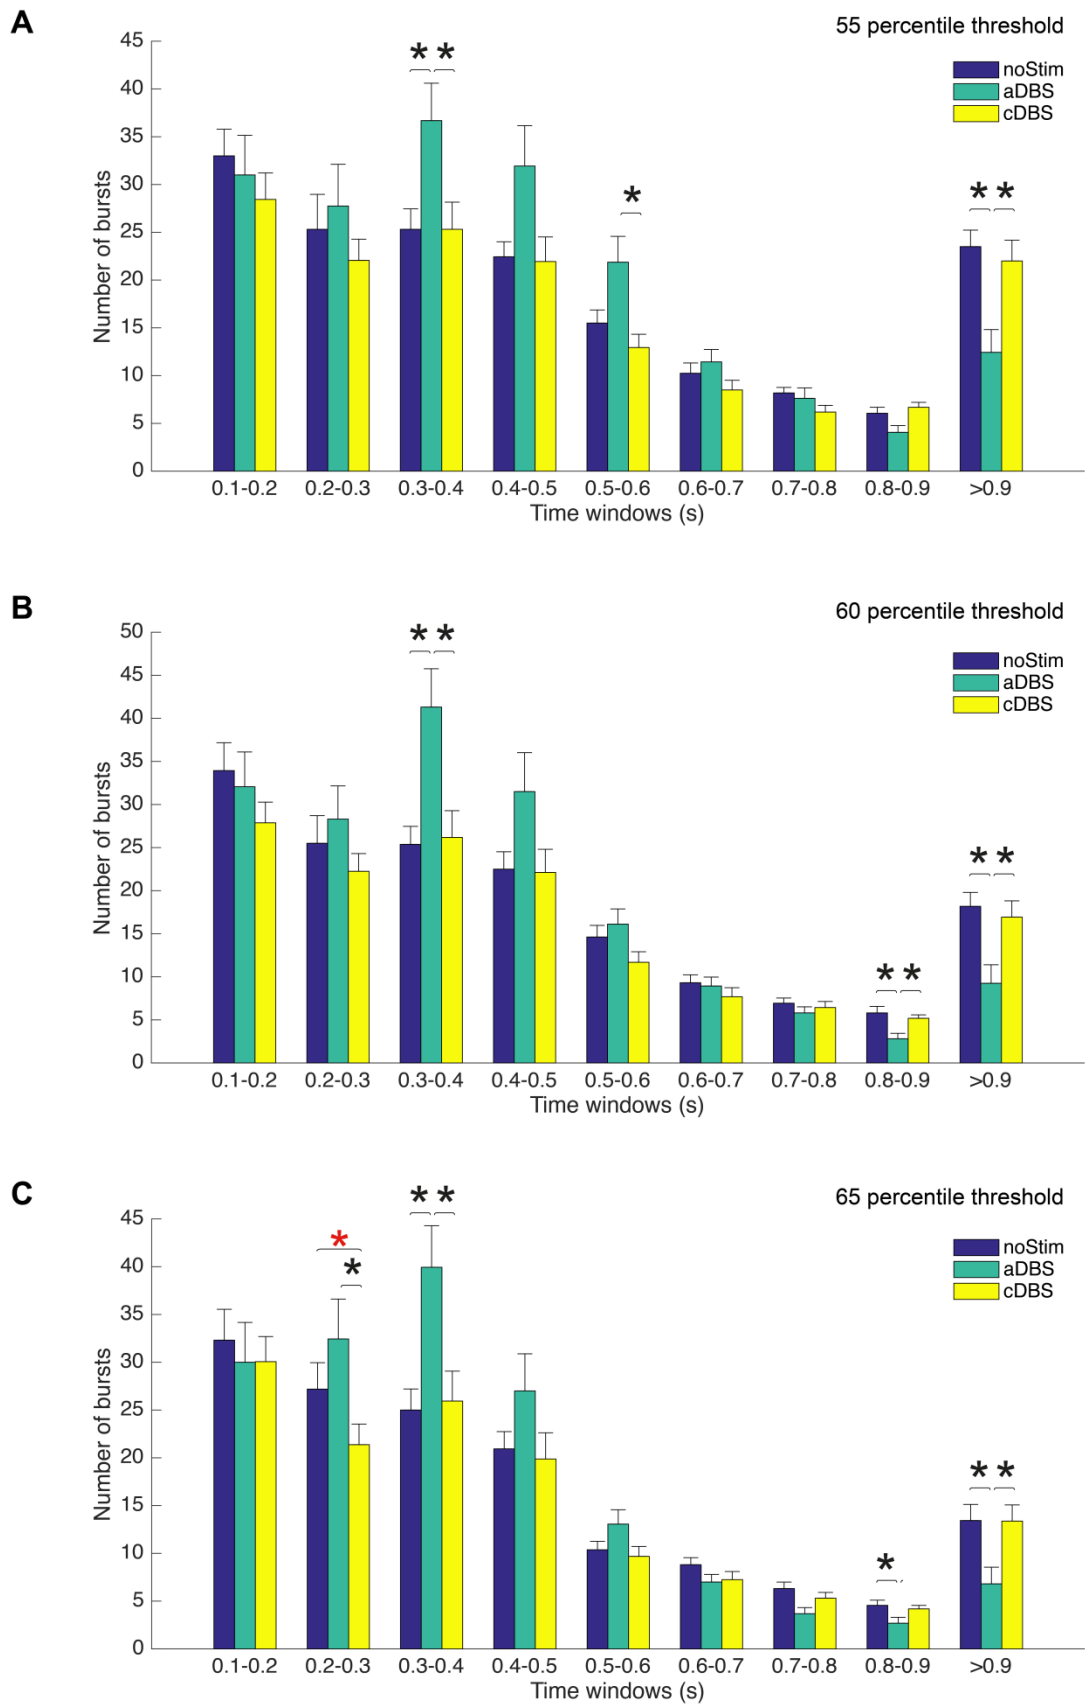 A
55 percentile threshold
noStim
aDBS
cDBS
45
40
35
30
25
20
15
10
5
0
Number of bursts
* *
*
* *
0.1-0.2 0.2-0.3 0.3-0.4 0.4-0.5 0.5-0.6 0.6-0.7 0.7-0.8 0.8-0.9 >0.9
Time windows (s)
B
60 percentile threshold
noStim
aDBS
cDBS
50
45
40
35
30
25
20
15
10
5
0
Number of bursts
* *
* *
* *
0.1-0.2 0.2-0.3 0.3-0.4 0.4-0.5 0.5-0.6 0.6-0.7 0.7-0.8 0.8-0.9 >0.9
Time windows (s)
C
65 percentile threshold
noStim
aDBS
cDBS
45
40
35
30
25
20
15
10
5
0
Number of bursts
* *
*
*
* *
*
0.1-0.2 0.2-0.3 0.3-0.4 0.4-0.5 0.5-0.6 0.6-0.7 0.7-0.8 0.8-0.9 >0.9
Time windows (s)